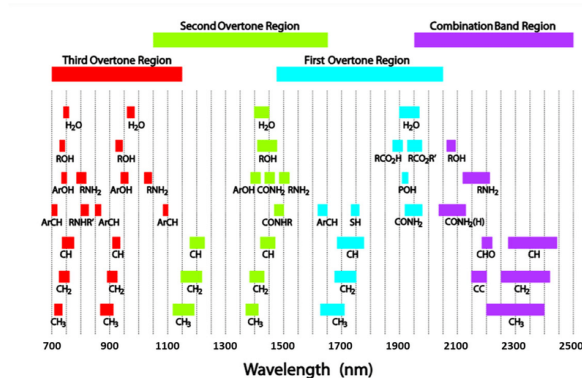 Second Overtone Region Combination Band Region
Third Overtone Region First Overtone Region
H₂O H₂O H₂O H₂O
ROH ROH ROH RCO₂H RCO₂R' ROH
ArOH RNH₂ ArOH RNH₂ ArOH CONH₂ RNH₂ POH RNH₂
ArCH RNHR' ArCH ArCH CONHR ArCH SH CONH₂ CONH₂(H)
CH CH CH CH CH CHO CH
CH₂ CH₂ CH₂ CH₂ CH₂ CC CH₂
CH₃ CH₃ CH₃ CH₃ CH₃ CH₃
700 900 1100 1300 1500 1700 1900 2100 2300 2500
Wavelength (nm)